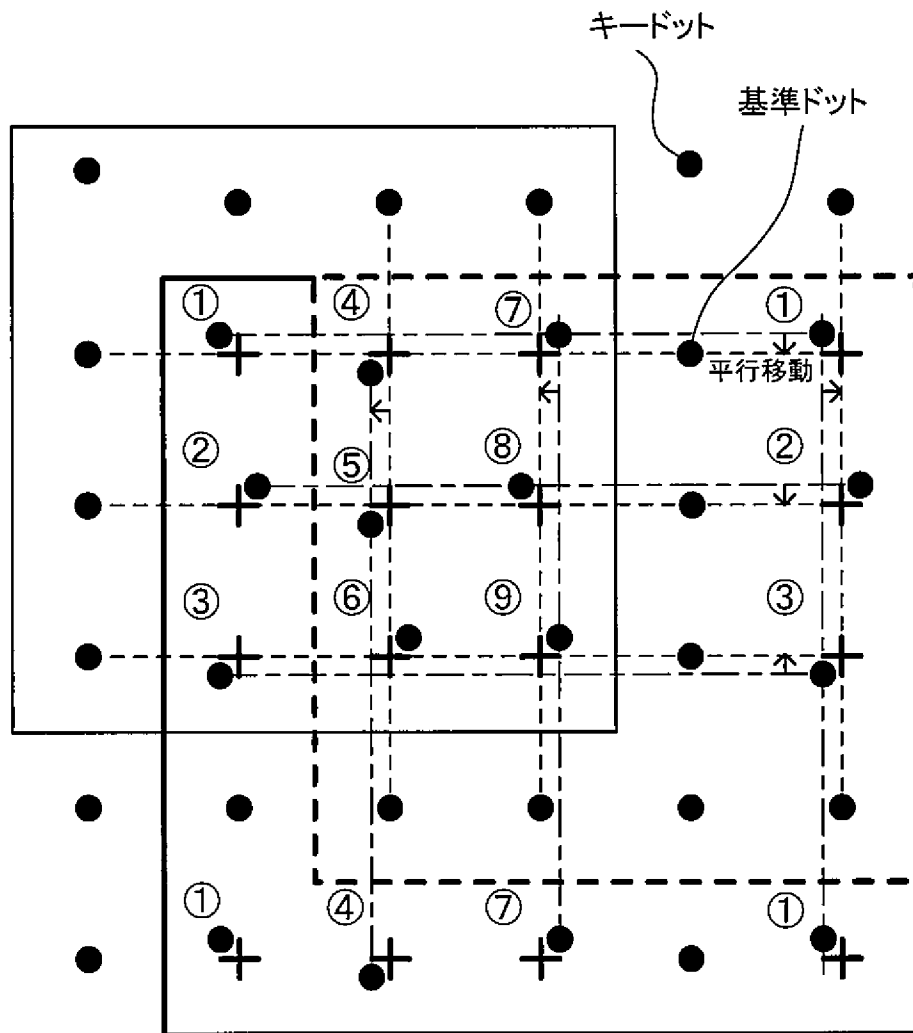 キードット
基準ドット
① ④ ⑦ ①
平行移動
② ⑤ ⑧ ②
③ ⑥ ⑨ ③
① ④ ⑦ ①